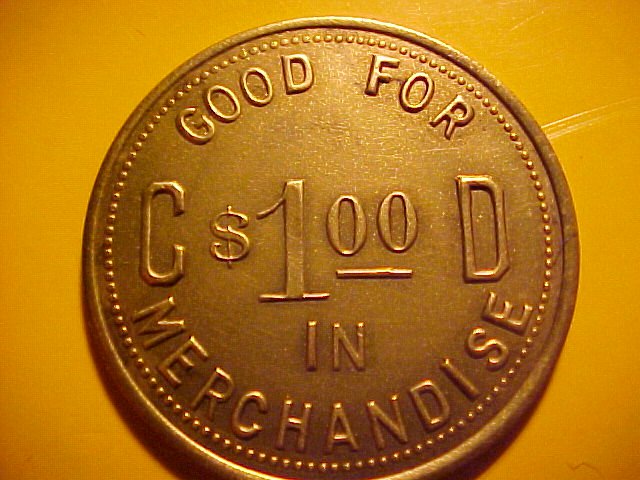 GOOD FOR
C $1.00 D
IN
MERCHANDISE